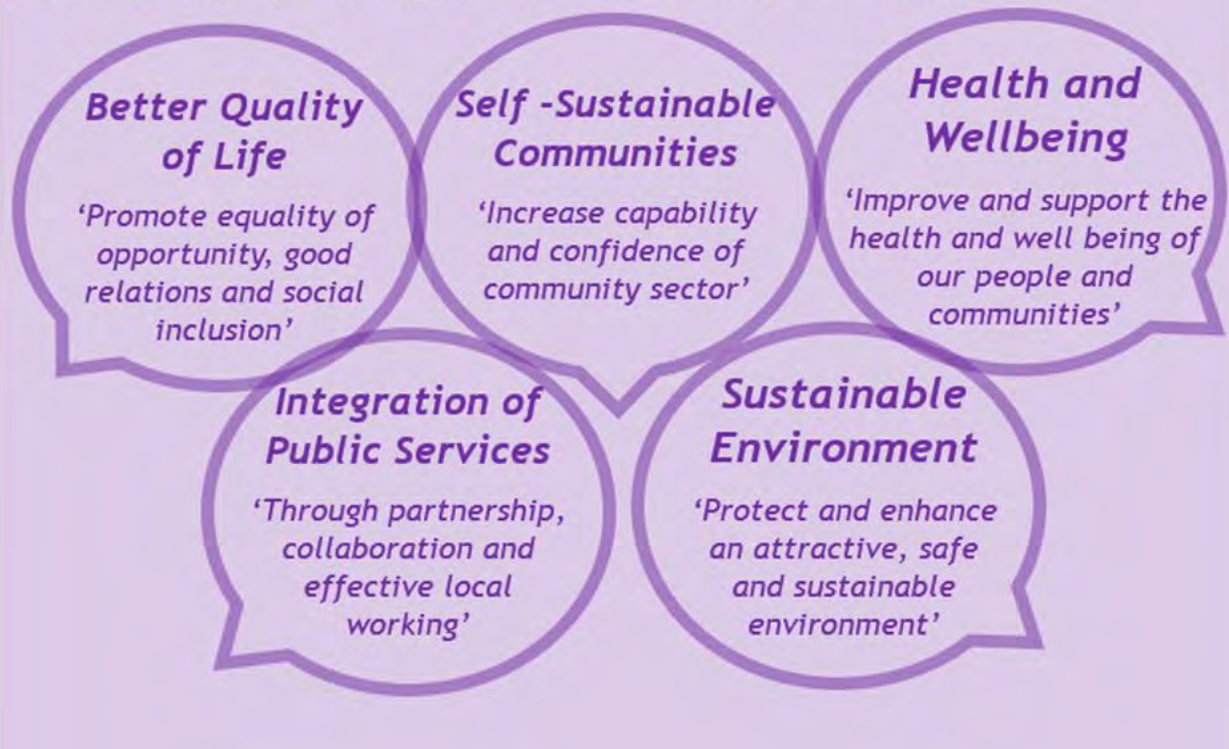 Better Quality
of Life
‘Promote equality of
opportunity, good
relations and social
inclusion’
Self -Sustainable
Communities
‘Increase capability
and confidence of
community sector’
Health and
Wellbeing
‘Improve and support the
health and well being of
our people and
communities’
Integration of
Public Services
‘Through partnership,
collaboration and
effective local
working’
Sustainable
Environment
‘Protect and enhance
an attractive, safe
and sustainable
environment’